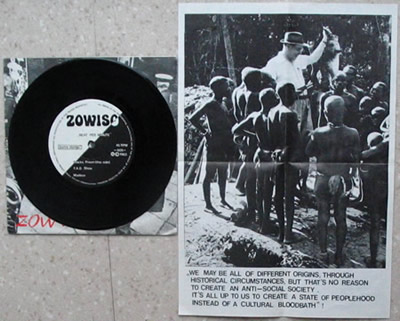 ZOWISO
ZOW
„WE MAY BE ALL OF DIFFERENT ORIGINS, THROUGH
HISTORICAL CIRCUMSTANCES, BUT THAT'S NO REASON
TO CREATE AN ANTI-SOCIAL SOCIETY.
IT'S ALL UP TO US TO CREATE A STATE OF PEOPLEHOOD
INSTEAD OF A CULTURAL BLOODBATH"!